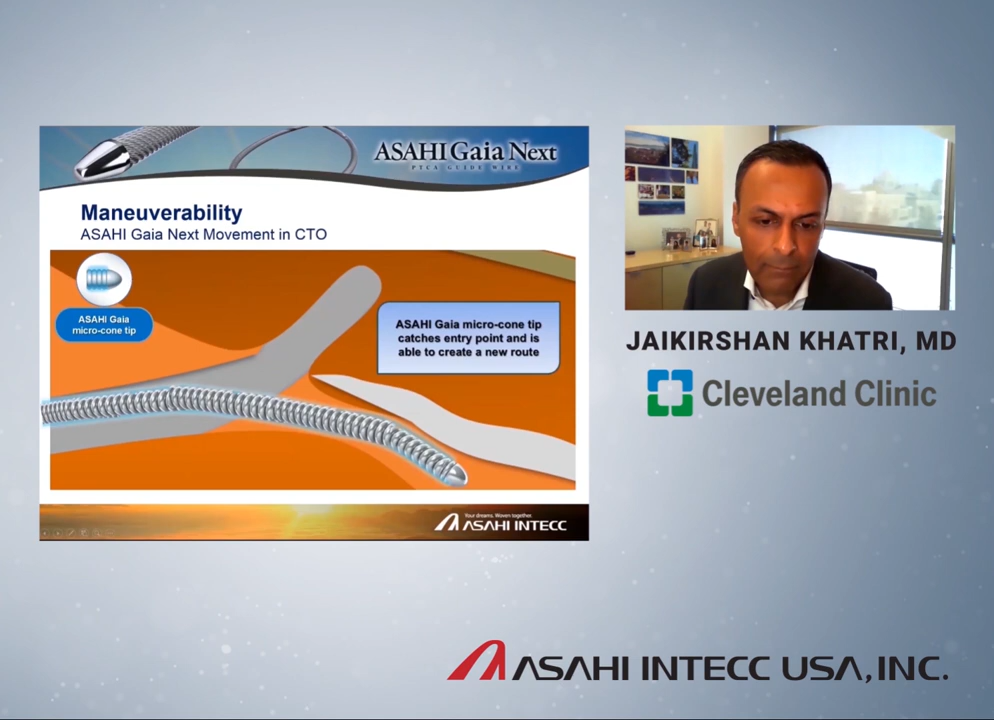 ASAHI Gaia Next
PTCA GUIDE WIRE
Maneuverability
ASAHI Gaia Next Movement in CTO
ASAHI Gaia
micro-cone tip
ASAHI Gaia micro-cone tip
catches entry point and is
able to create a new route
Your dreams. Woven together.
ASAHI INTECC
JAIKIRSHAN KHATRI, MD
Cleveland Clinic
ASAHI INTECC USA, INC.